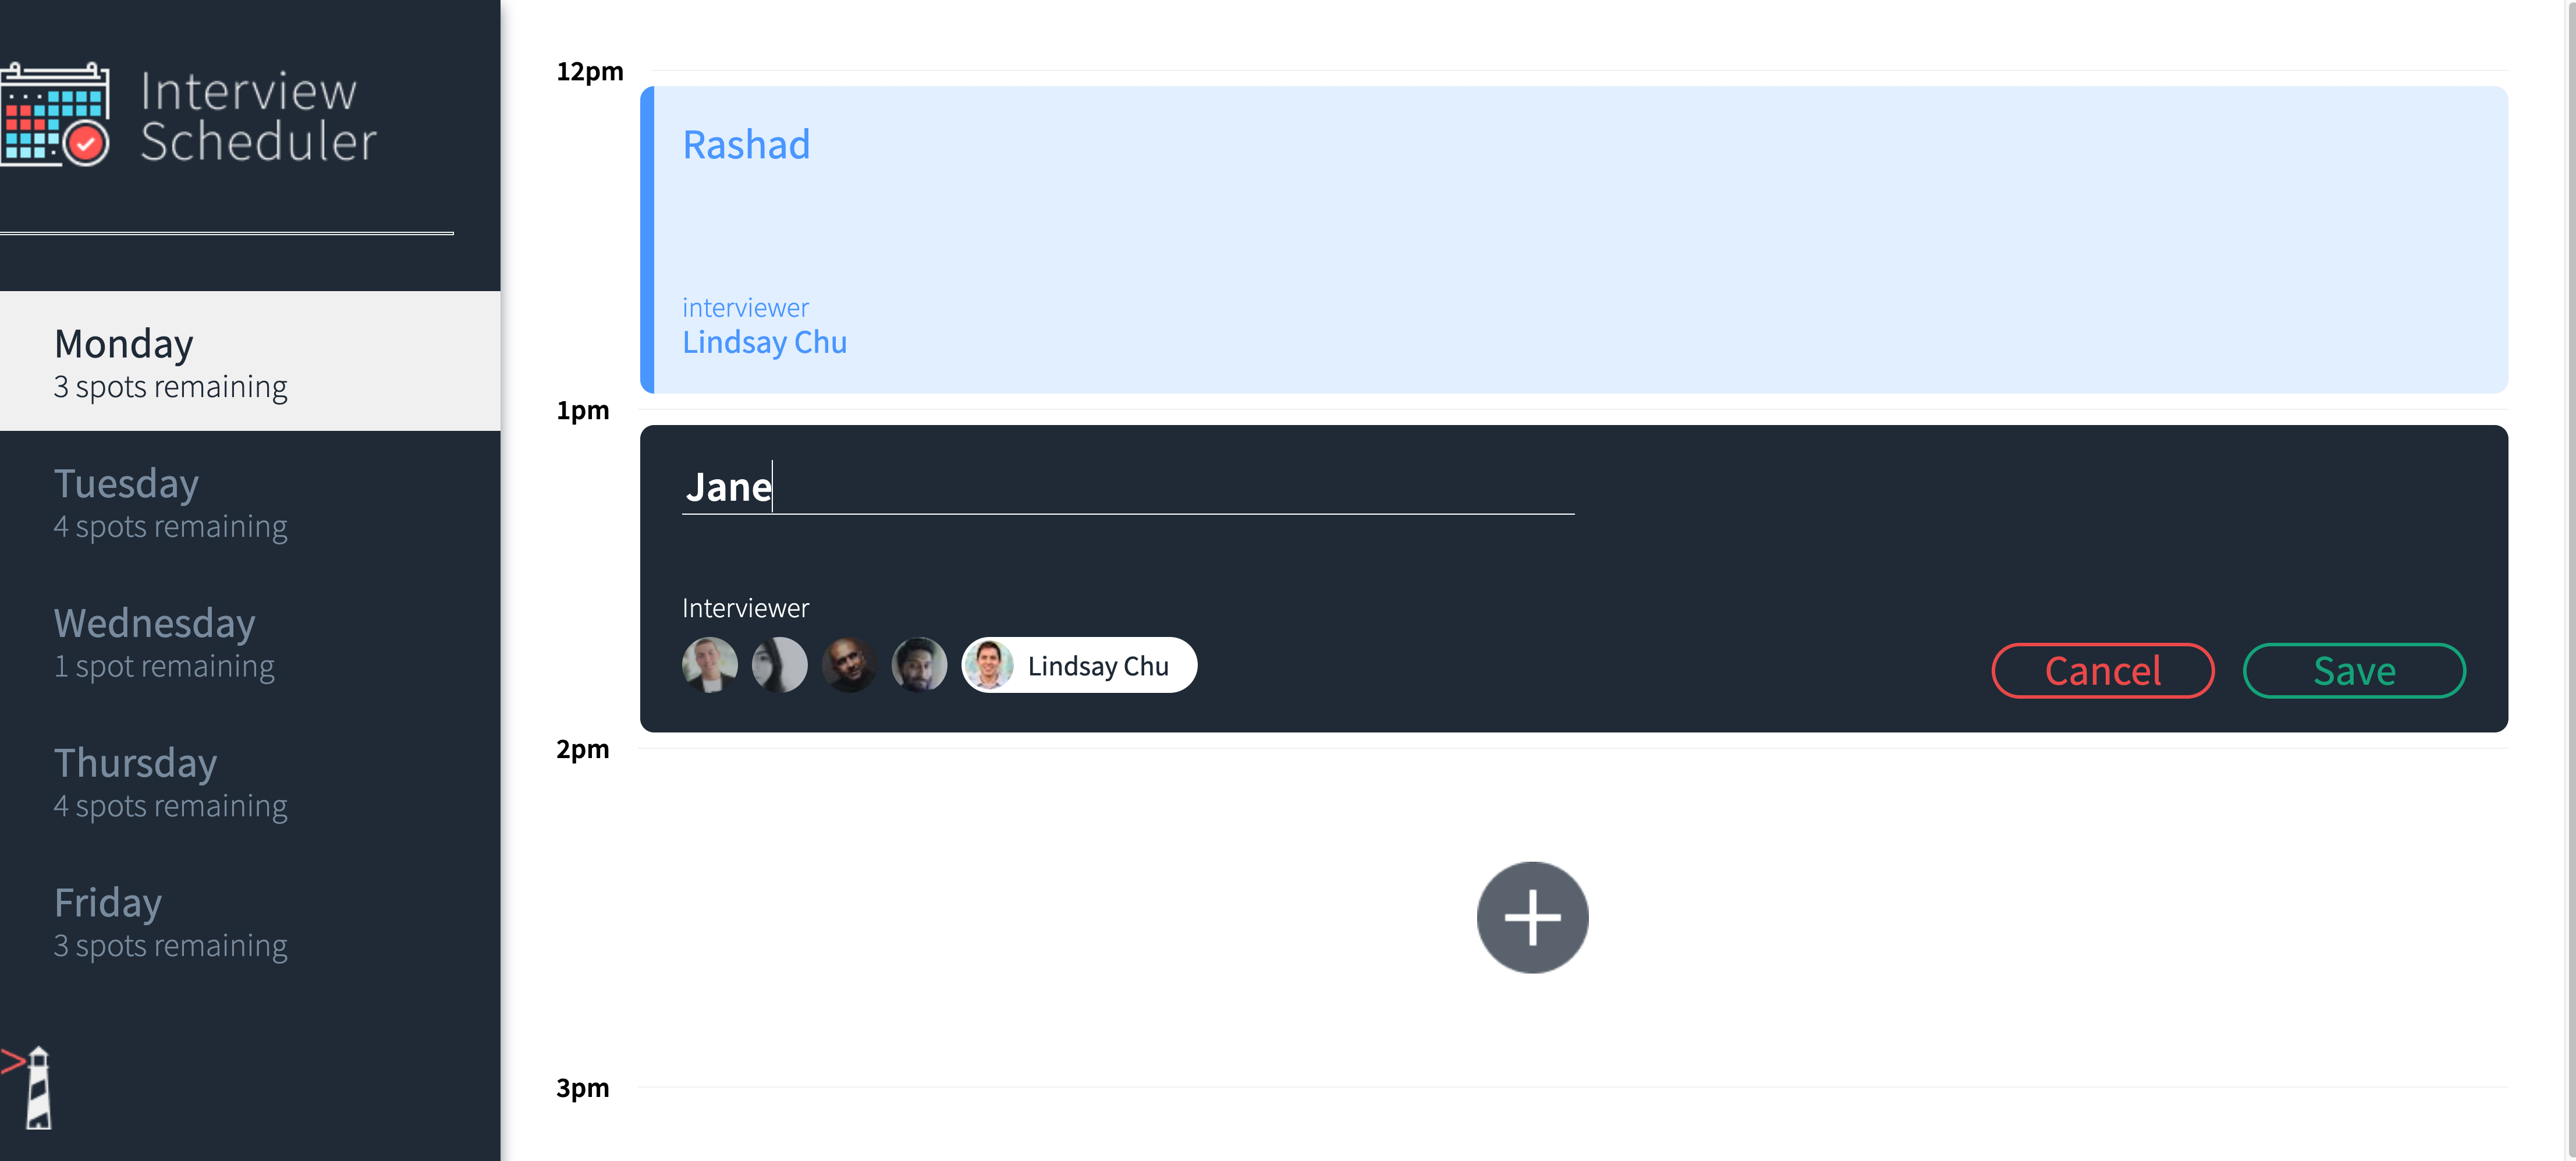 Interview
Scheduler
Monday
3 spots remaining
Tuesday
4 spots remaining
Wednesday
1 spot remaining
Thursday
4 spots remaining
Friday
3 spots remaining
12pm
Rashad
interviewer
Lindsay Chu
1pm
Jane
Interviewer
Lindsay Chu
Cancel
Save
2pm
3pm